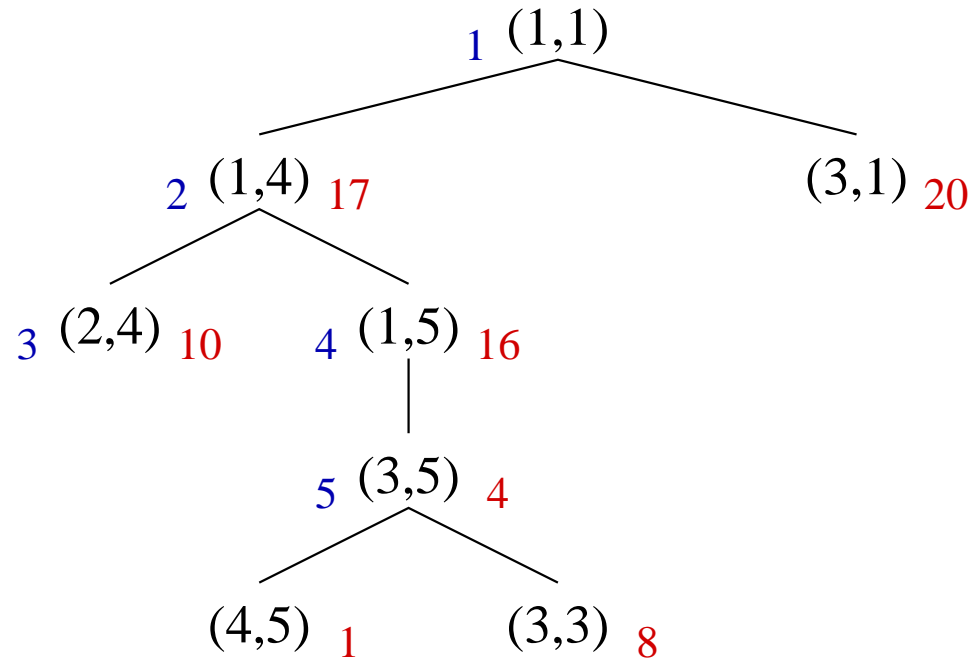 1 (1,1)
2 (1,4) 17 (3,1) 20
3 (2,4) 10 4 (1,5) 16
5 (3,5) 4
(4,5) 1 (3,3) 8